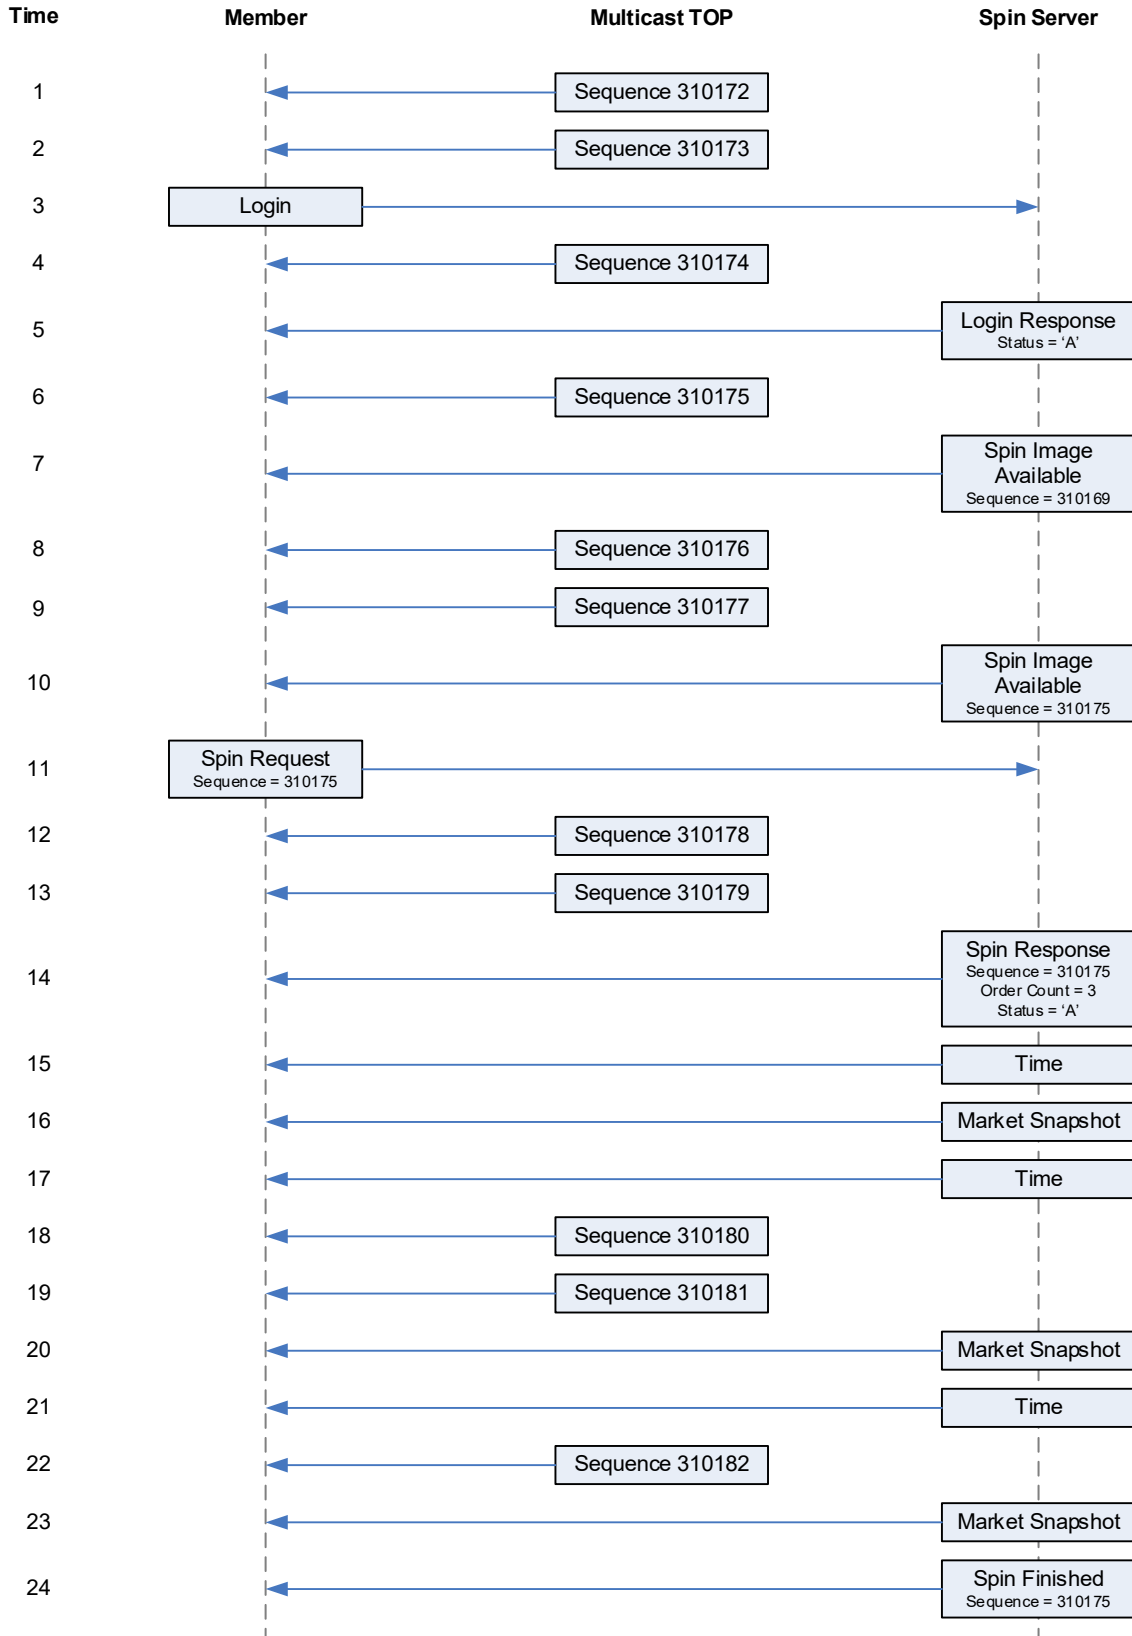 Time Member Multicast TOP Spin Server
1 Sequence 310172
2 Sequence 310173
3 Login
4 Sequence 310174
5 Login Response
Status = ‘A’
6 Sequence 310175
7 Spin Image
Available
Sequence = 310169
8 Sequence 310176
9 Sequence 310177
10 Spin Image
Available
Sequence = 310175
11 Spin Request
Sequence = 310175
12 Sequence 310178
13 Sequence 310179
14 Spin Response
Sequence = 310175
Order Count = 3
Status = ‘A’
15 Time
16 Market Snapshot
17 Time
18 Sequence 310180
19 Sequence 310181
20 Market Snapshot
21 Time
22 Sequence 310182
23 Market Snapshot
24 Spin Finished
Sequence = 310175